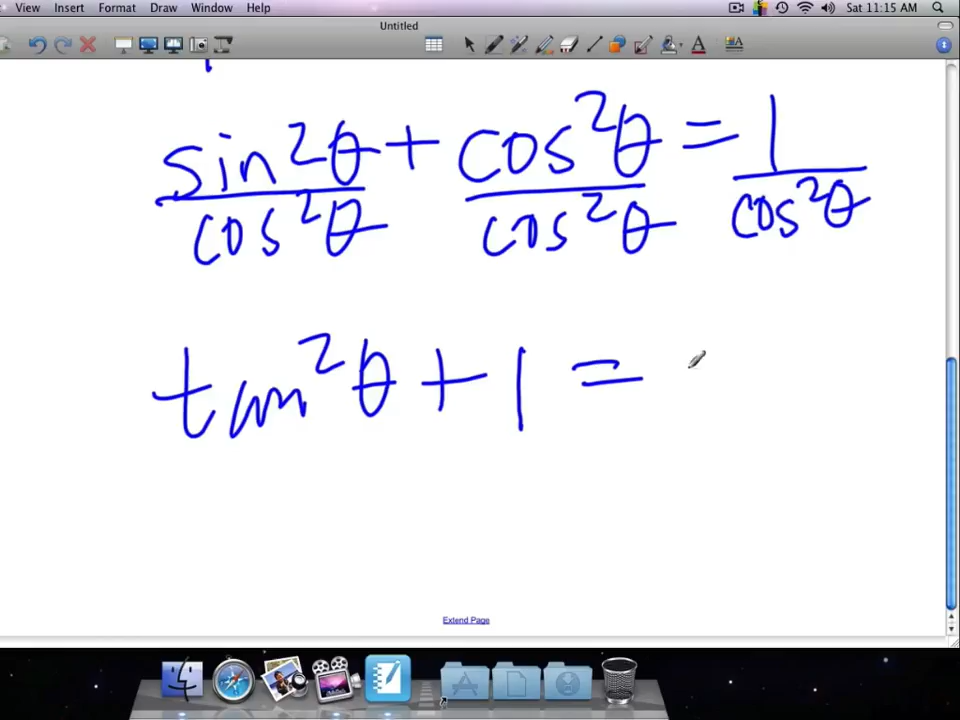 View Insert Format Draw Window Help Sat 11:15 AM
Untitled
sin²θ + cos²θ = 1
cos²θ cos²θ cos²θ
tan²θ + 1 =
Extend Page